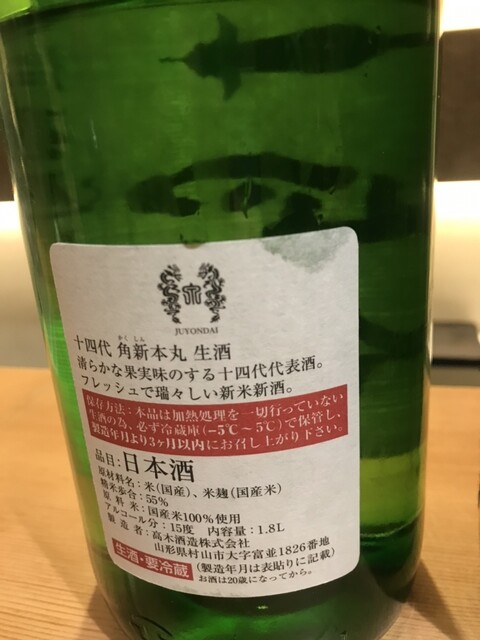 JUYONDAI
十四代 角新本丸 生酒
かく しん
清らかな果実味のする十四代代表酒。
フレッシュで瑞々しい新米新酒。
保存方法:本品は加熱処理を一切行っていない
生酒の為、必ず冷蔵庫(−5℃〜5℃)で保管し、
製造年月より3ヶ月以内にお召し上がり下さい。
品目:日本酒
原材料名:米(国産)、米麹(国産米)
精米歩合:55%
原料米:国産米100%使用
アルコール分:15度 内容量:1.8L
製造者:高木酒造株式会社
山形県村山市大字富並1826番地
生酒・要冷蔵 (製造年月は表貼りに記載)
お酒は20歳になってから。